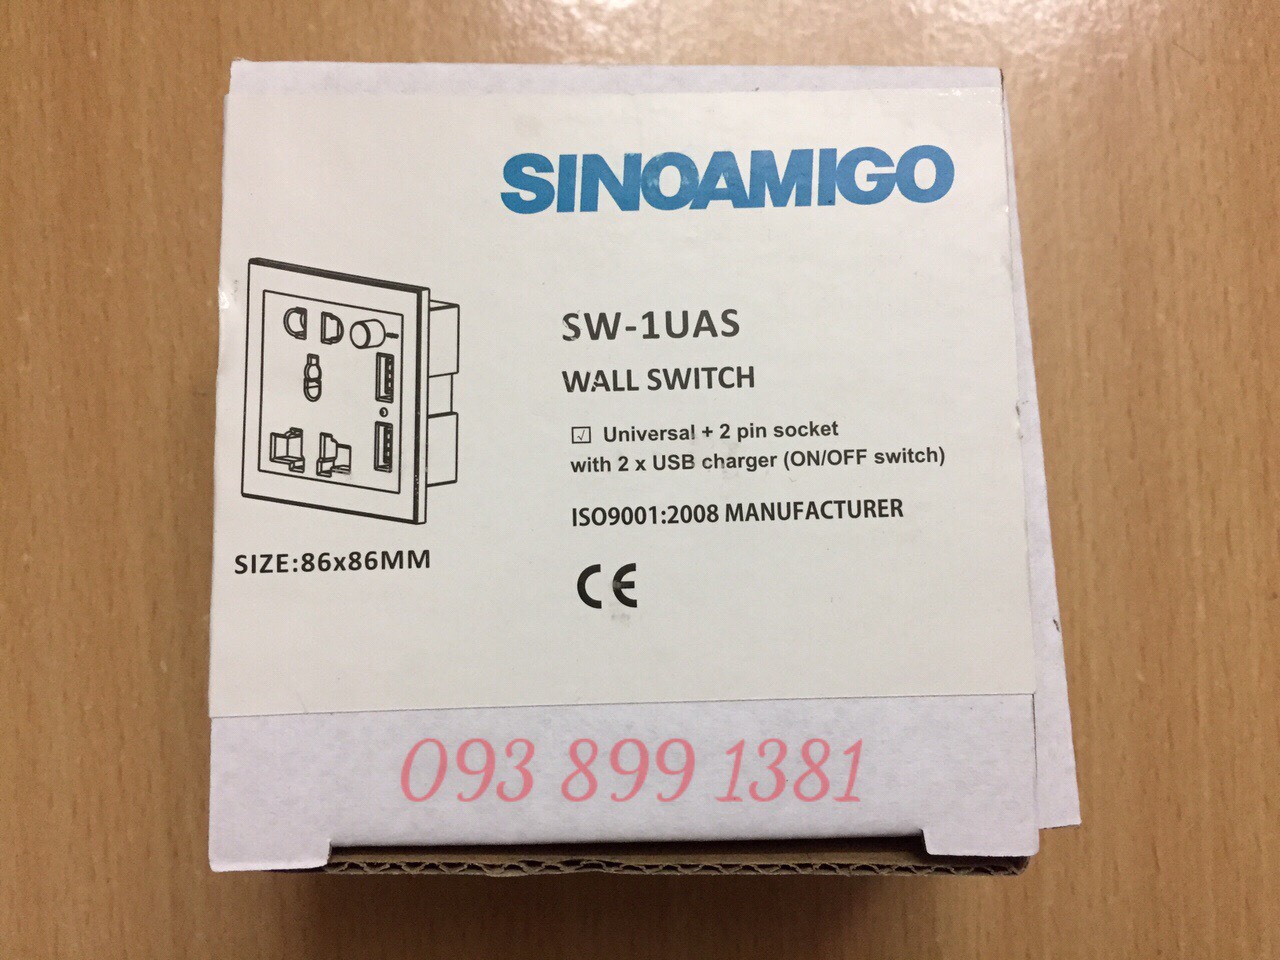 SINOAMIGO
SW-1UAS
WALL SWITCH
☑ Universal + 2 pin socket
with 2 x USB charger (ON/OFF switch)
ISO9001:2008 MANUFACTURER
CE
SIZE:86x86MM
093 899 1381